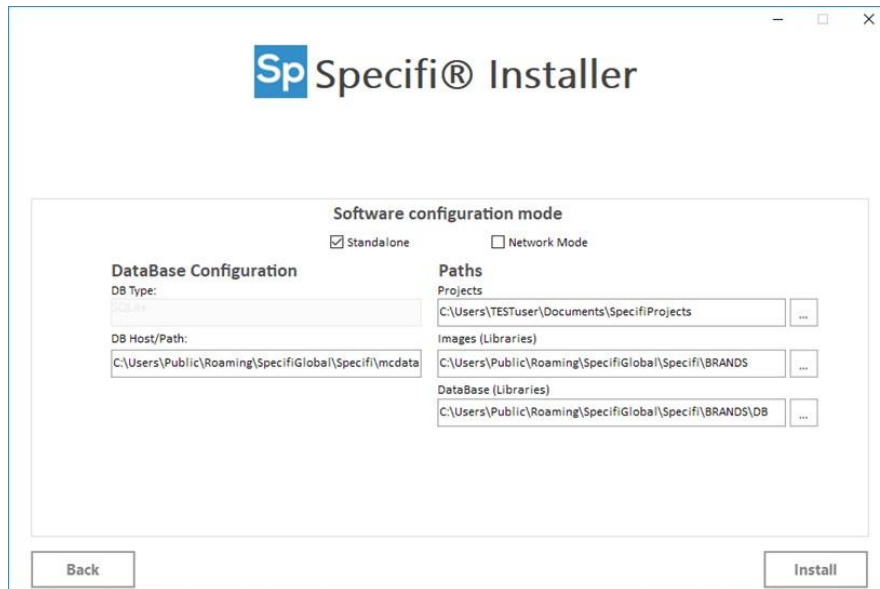 Sp Specifi® Installer
Software configuration mode
Standalone
Network Mode
DataBase Configuration
DB Type:
SQLite
DB Host/Path:
C:\Users\Public\Roaming\SpecifiGlobal\Specifi\mcdata
Paths
Projects
C:\Users\TESTuser\Documents\SpecifiProjects
...
Images (Libraries)
C:\Users\Public\Roaming\SpecifiGlobal\Specifi\BRANDS
...
DataBase (Libraries)
C:\Users\Public\Roaming\SpecifiGlobal\Specifi\BRANDS\DB
...
Back
Install